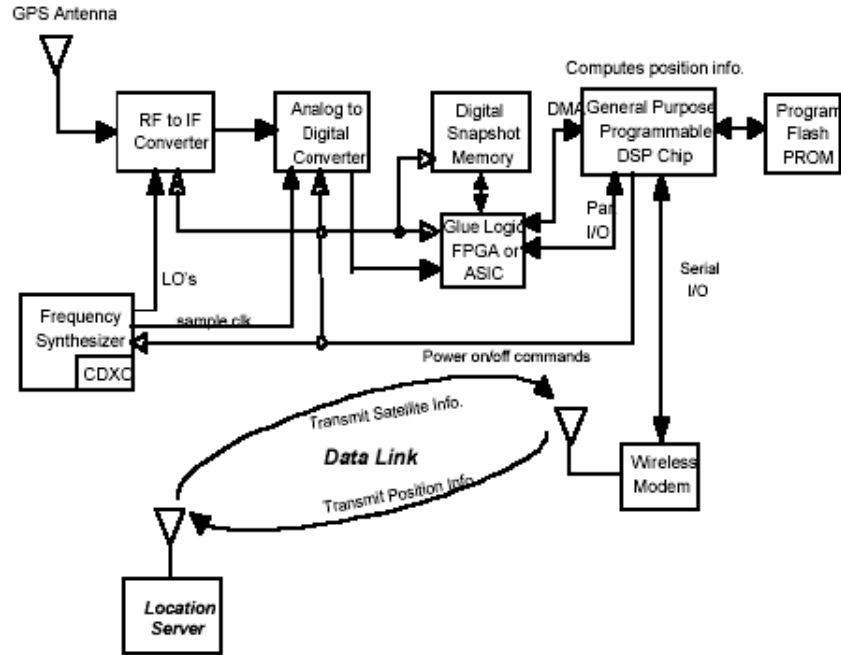 GPS Antenna
Computes position info.
RF to IF
Converter
Analog to
Digital
Converter
Digital
Snapshot
Memory
DMA
General Purpose
Programmable
DSP Chip
Program
Flash
PROM
Glue Logic
FPGA or
ASIC
Par
I/O
Serial
I/O
LO's
Frequency
Synthesizer
CDXO
sample clk
Power on/off commands
Transmit Satellite Info.
Data Link
Transmit Position Info
Wireless
Modem
Location
Server